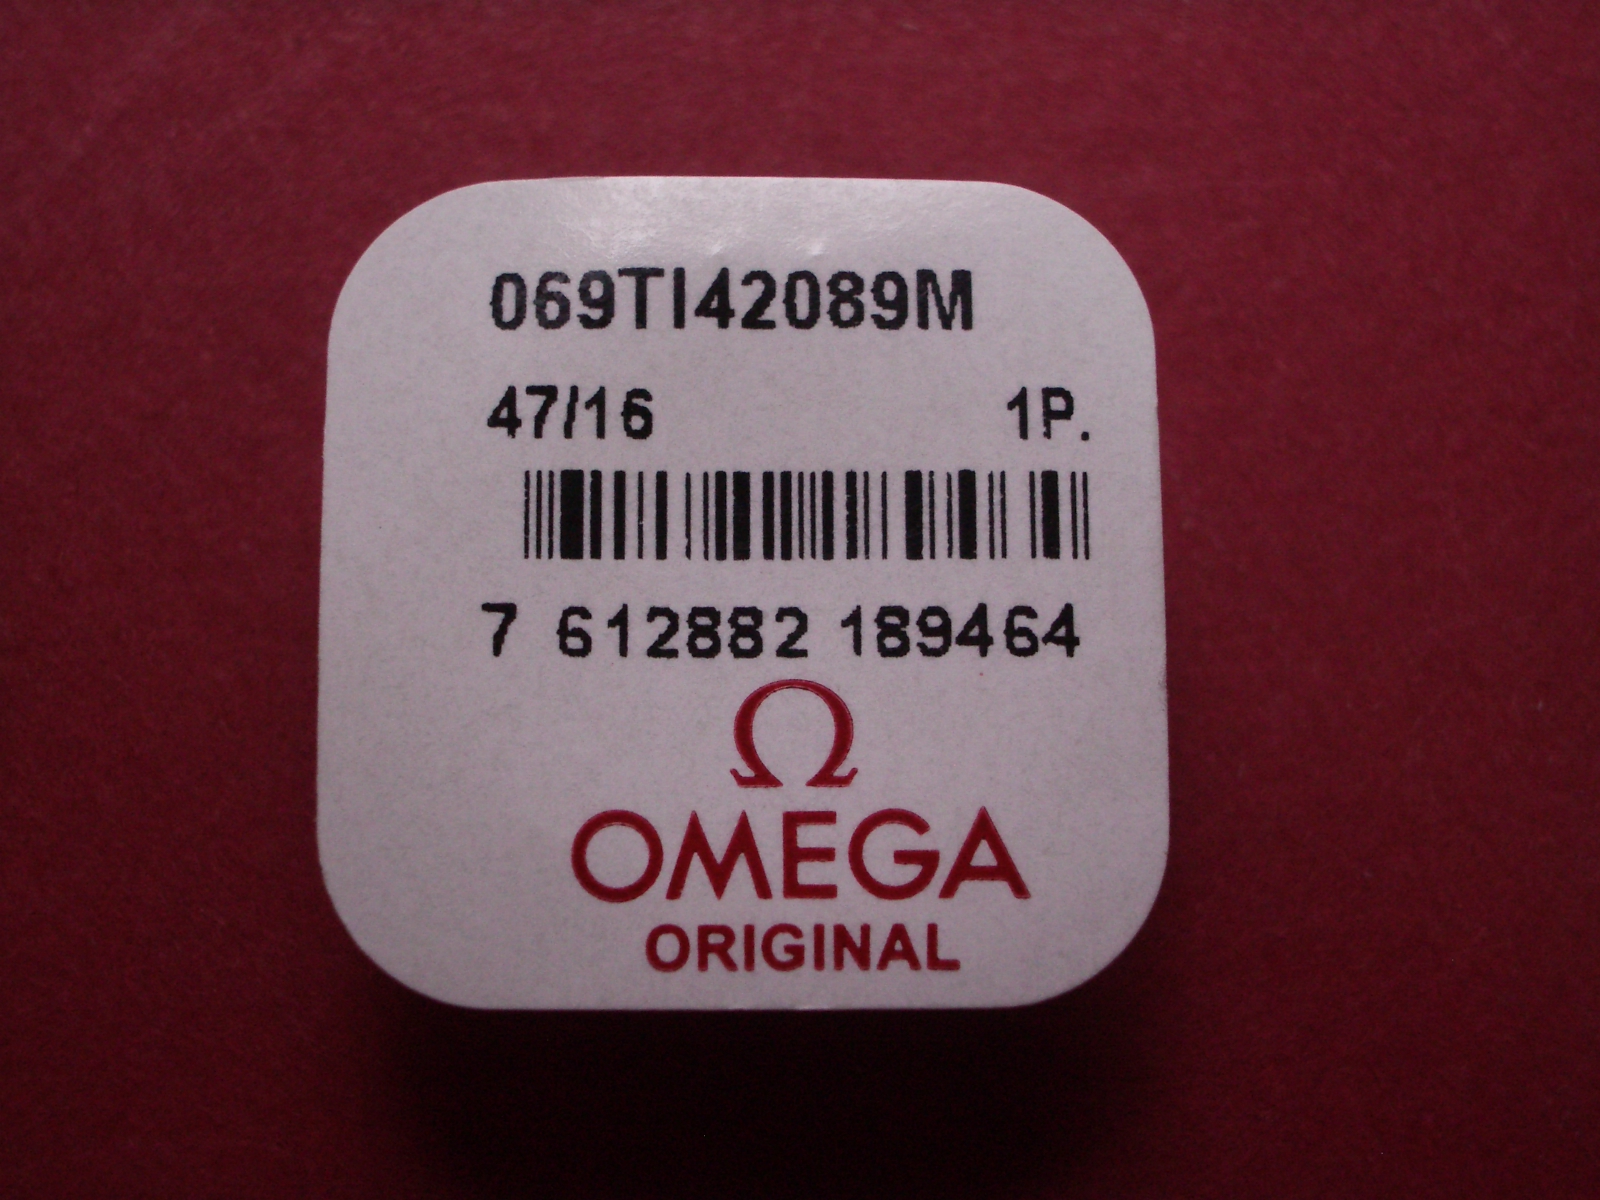 069TI42089M
47/16 1P.
7 612882 189464
Ω
OMEGA
ORIGINAL